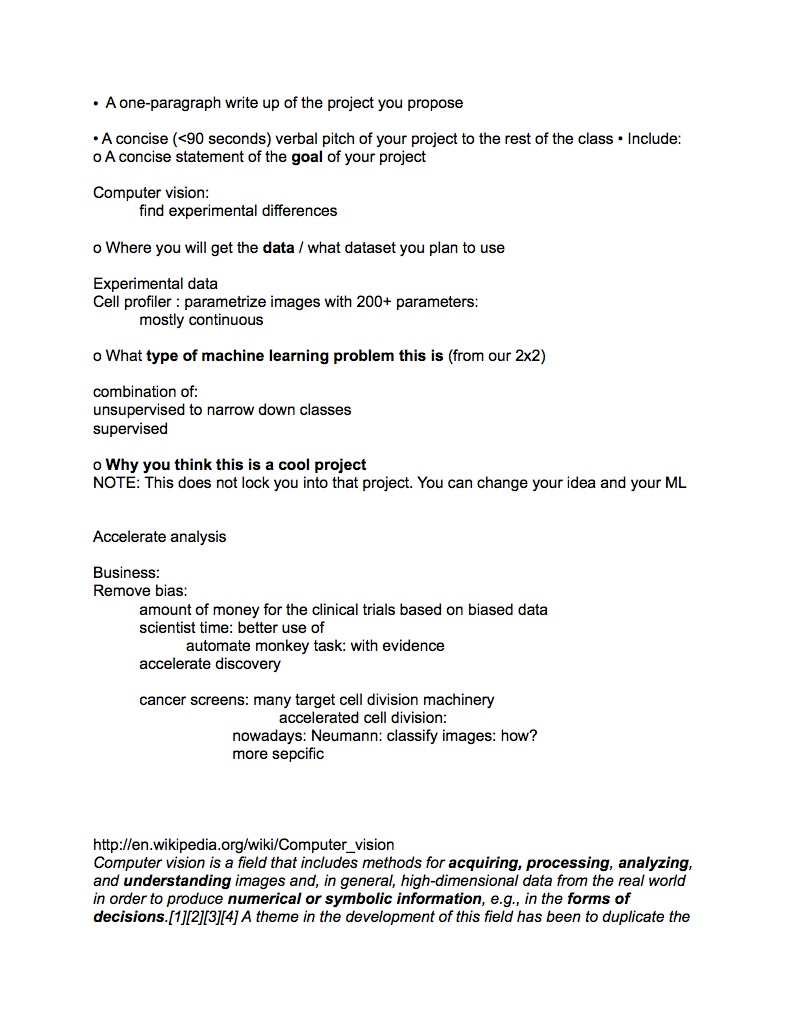 • A one-paragraph write up of the project you propose
• A concise (<90 seconds) verbal pitch of your project to the rest of the class • Include:
o A concise statement of the goal of your project
Computer vision:
find experimental differences
o Where you will get the data / what dataset you plan to use
Experimental data
Cell profiler : parametrize images with 200+ parameters:
mostly continuous
o What type of machine learning problem this is (from our 2x2)
combination of:
unsupervised to narrow down classes
supervised
o Why you think this is a cool project
NOTE: This does not lock you into that project. You can change your idea and your ML
Accelerate analysis
Business:
Remove bias:
amount of money for the clinical trials based on biased data
scientist time: better use of
automate monkey task: with evidence
accelerate discovery
cancer screens: many target cell division machinery
accelerated cell division:
nowadays: Neumann: classify images: how?
more sepcific
http://en.wikipedia.org/wiki/Computer_vision
Computer vision is a field that includes methods for acquiring, processing, analyzing,
and understanding images and, in general, high-dimensional data from the real world
in order to produce numerical or symbolic information, e.g., in the forms of
decisions.[1][2][3][4] A theme in the development of this field has been to duplicate the